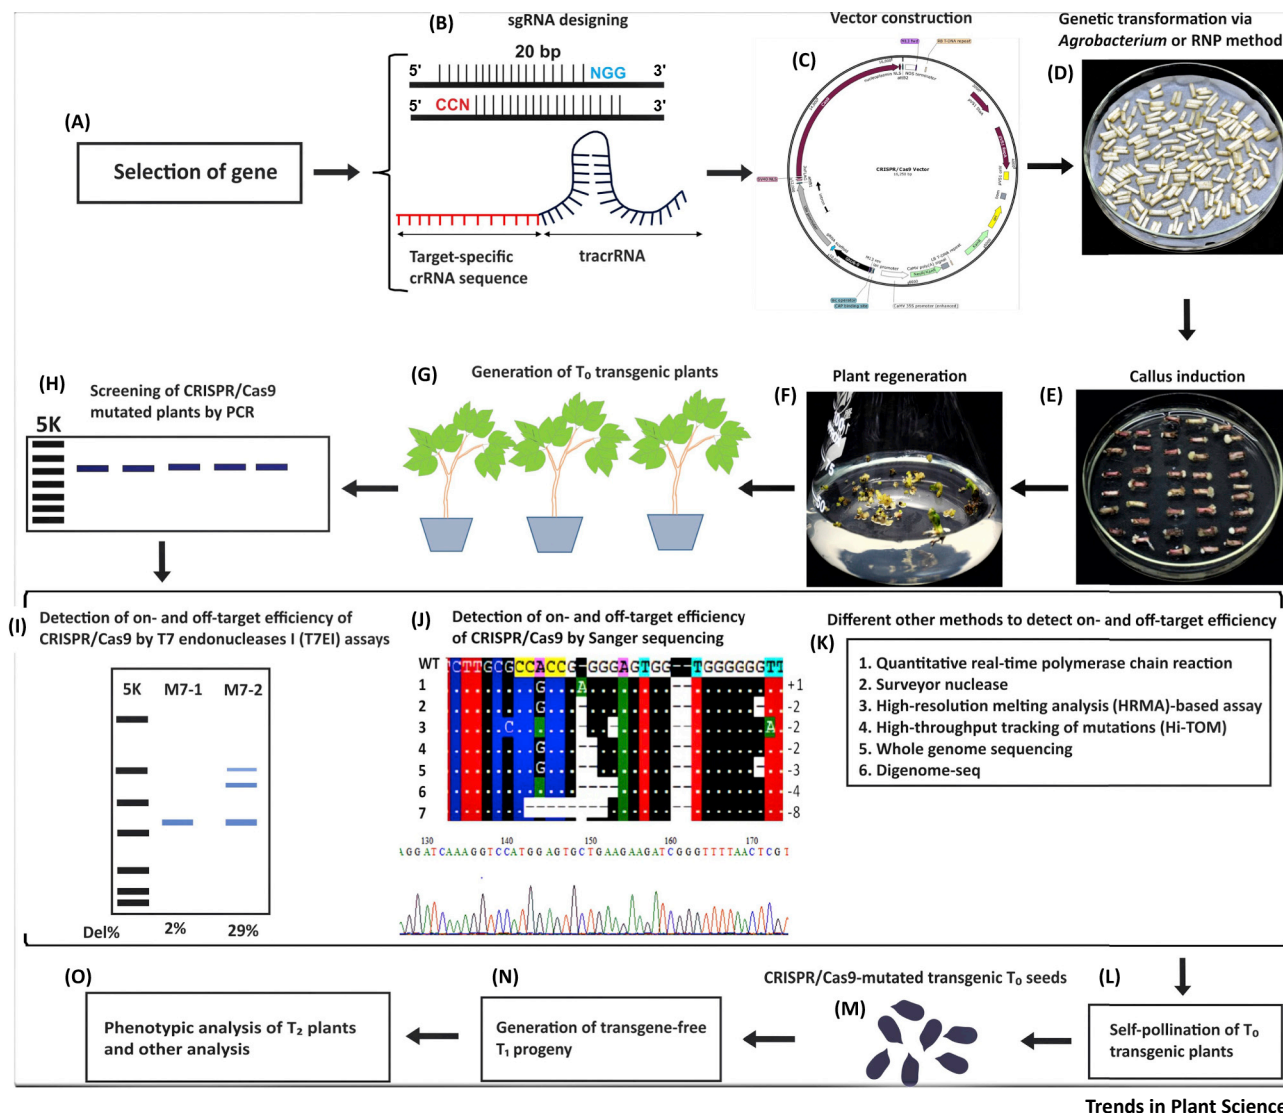 (B)
sgRNA designing
20 bp
5'
NGG
3'
5'
CCN
3'
Target-specific
crRNA sequence
tracrRNA
(A)
Selection of gene
Vector construction
(C)
CRISPR/Cas9 Vector
Genetic transformation via
Agrobacterium or RNP method
(D)
Callus induction
(E)
Plant regeneration
(F)
(G)
Generation of T₀ transgenic plants
(H)
Screening of CRISPR/Cas9
mutated plants by PCR
5K
(I)
Detection of on- and off-target efficiency of
CRISPR/Cas9 by T7 endonucleases I (T7EI) assays
5K M7-1 M7-2
Del% 2% 29%
(J)
Detection of on- and off-target efficiency
of CRISPR/Cas9 by Sanger sequencing
WT CTTGCGCCACCG-GGGAGTGG--TGGGGGGTT
1 G A +1
2 G -2
3 C A -2
4 G -2
5 G -3
6 -4
7 -8
130 140 150 160 170
AGGATCAAAGGTCCATGGAGTGCTGAAGAAGATCGGGTTTTAACTCGT
Different other methods to detect on- and off-target efficiency
(K)
1. Quantitative real-time polymerase chain reaction
2. Surveyor nuclease
3. High-resolution melting analysis (HRMA)-based assay
4. High-throughput tracking of mutations (Hi-TOM)
5. Whole genome sequencing
6. Digenome-seq
(L)
Self-pollination of T₀
transgenic plants
CRISPR/Cas9-mutated transgenic T₀ seeds
(M)
(N)
Generation of transgene-free
T₁ progeny
(O)
Phenotypic analysis of T₂ plants
and other analysis
Trends in Plant Science